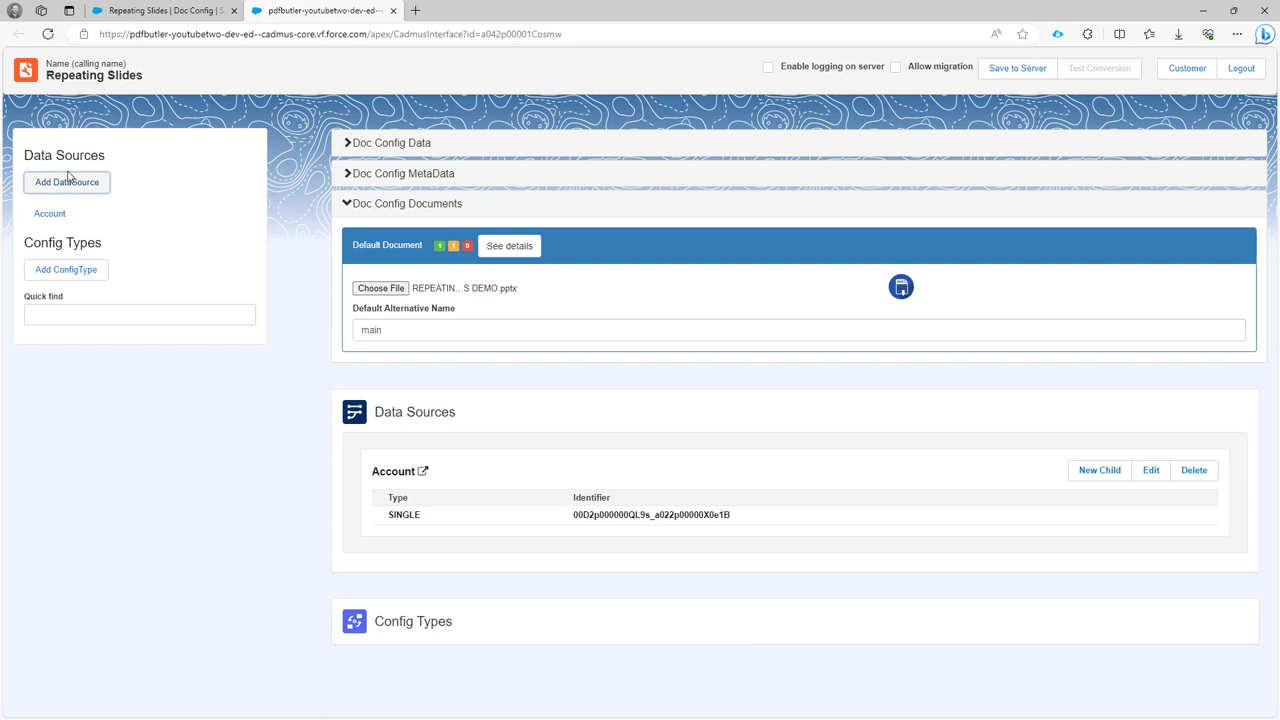 Repeating Slides | Doc Config | S
pdfbutler-youtubetwo-dev-ed--
https://pdfbutler-youtubetwo-dev-ed--cadmus-core.vf.force.com/apex/CadmusInterface?id=a042p00001Cosmw
Name (calling name)
Repeating Slides
Enable logging on server
Allow migration
Save to Server
Test Conversion
Customer
Logout
Data Sources
Add DataSource
Account
Config Types
Add ConfigType
Quick find
Doc Config Data
Doc Config MetaData
Doc Config Documents
Default Document 1 1 0 See details
Choose File REPEATIN...S DEMO.pptx
Default Alternative Name
main
Data Sources
Account
New Child Edit Delete
Type Identifier
SINGLE 00D2p000000QL9s_a022p00000X0e1B
Config Types